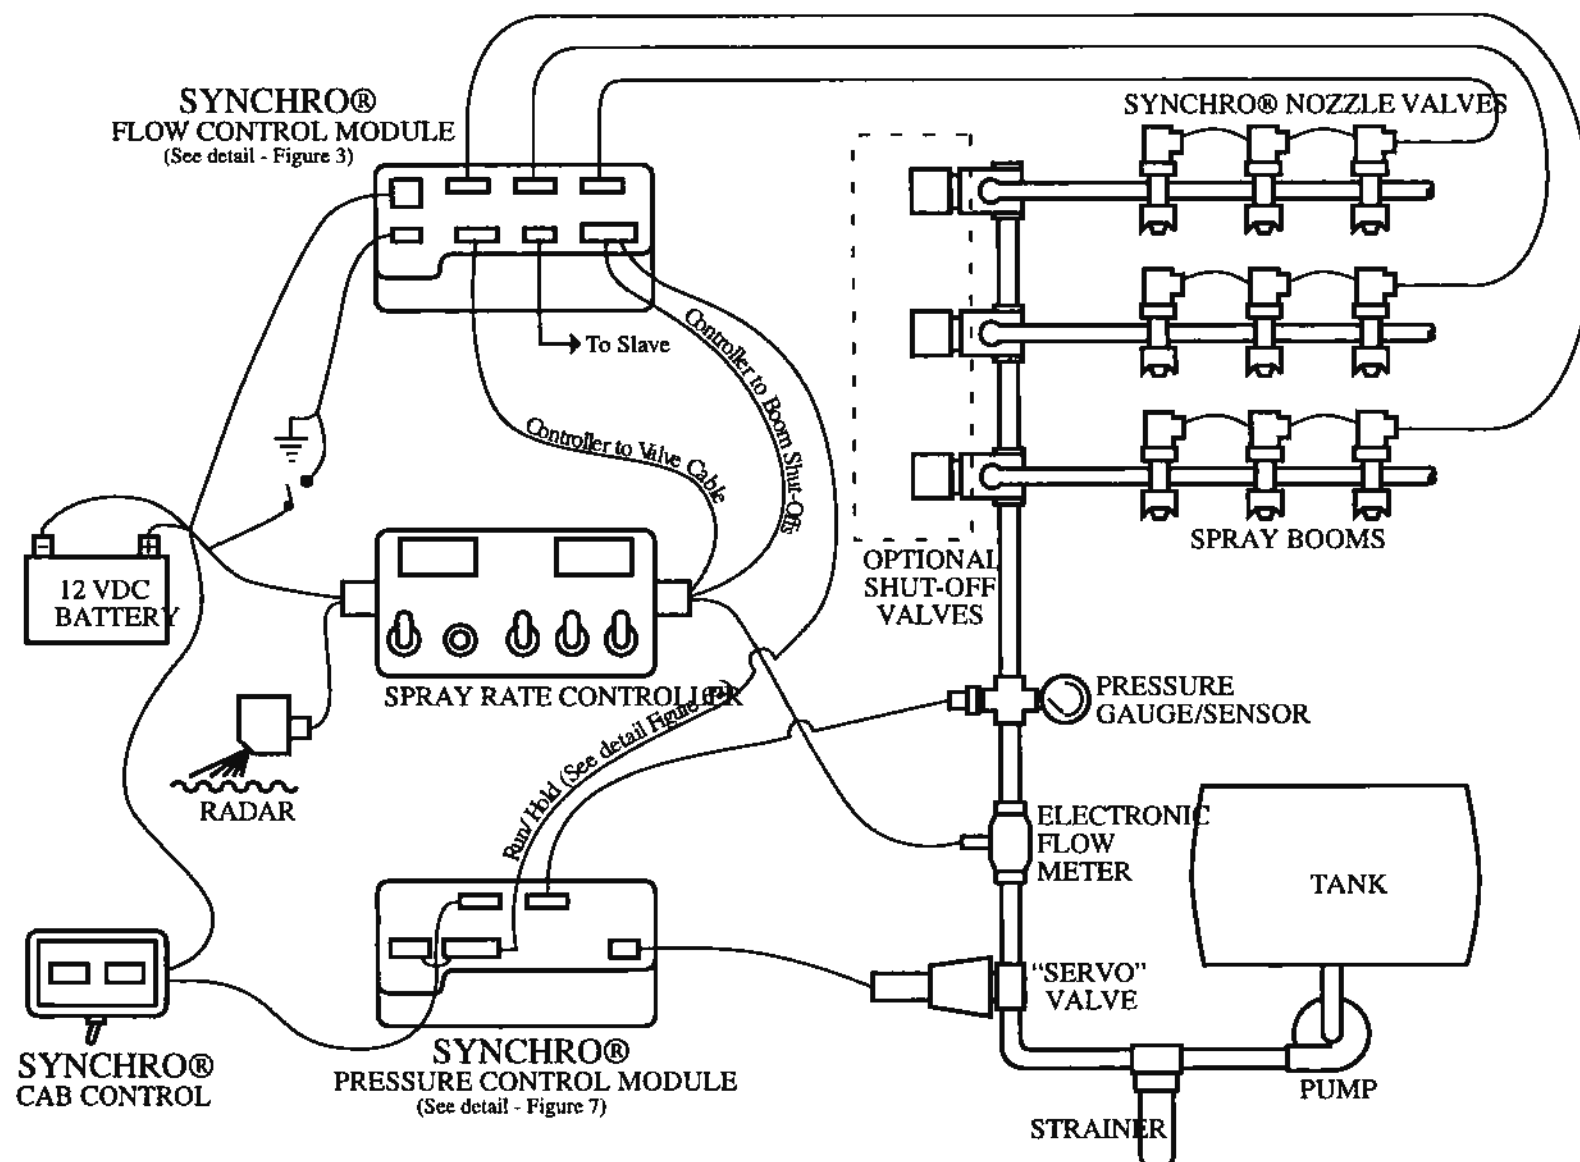 SYNCHRO®
FLOW CONTROL MODULE
(See detail - Figure 3)
SYNCHRO® NOZZLE VALVES
To Slave
Controller to Boom Shut-Offs
Controller to Valve Cable
SPRAY BOOMS
OPTIONAL
SHUT-OFF
VALVES
- +
12 VDC
BATTERY
SPRAY RATE CONTROLLER
PRESSURE
GAUGE/SENSOR
RADAR
Run/Hold (See detail Figure
ELECTRONIC
FLOW
METER
TANK
"SERVO"
VALVE
SYNCHRO®
CAB CONTROL
SYNCHRO®
PRESSURE CONTROL MODULE
(See detail - Figure 7)
PUMP
STRAINER